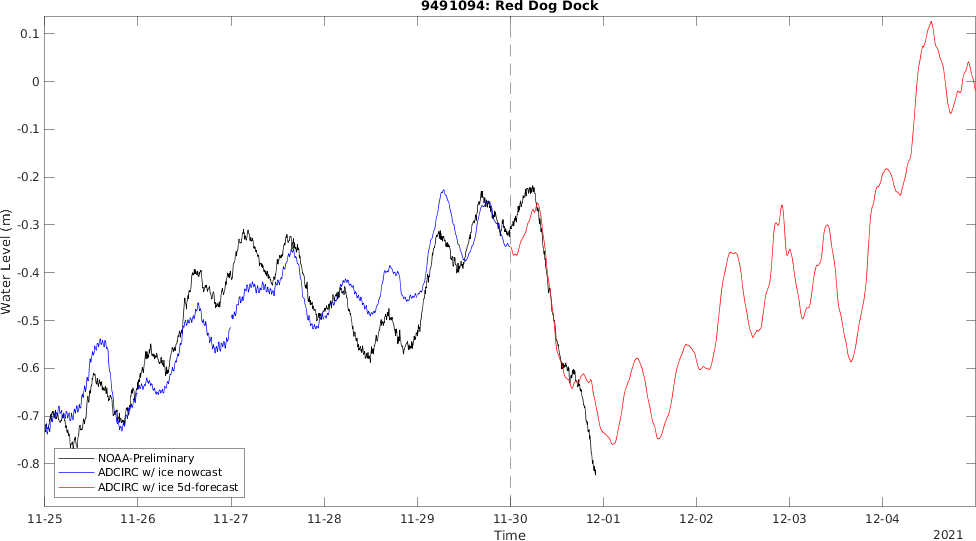 9491094: Red Dog Dock
0.1
0
-0.1
-0.2
-0.3
-0.4
-0.5
-0.6
-0.7
-0.8
Water Level (m)
NOAA-Preliminary
ADCIRC w/ ice nowcast
ADCIRC w/ ice 5d-forecast
11-25 11-26 11-27 11-28 11-29 11-30 12-01 12-02 12-03 12-04
Time
2021